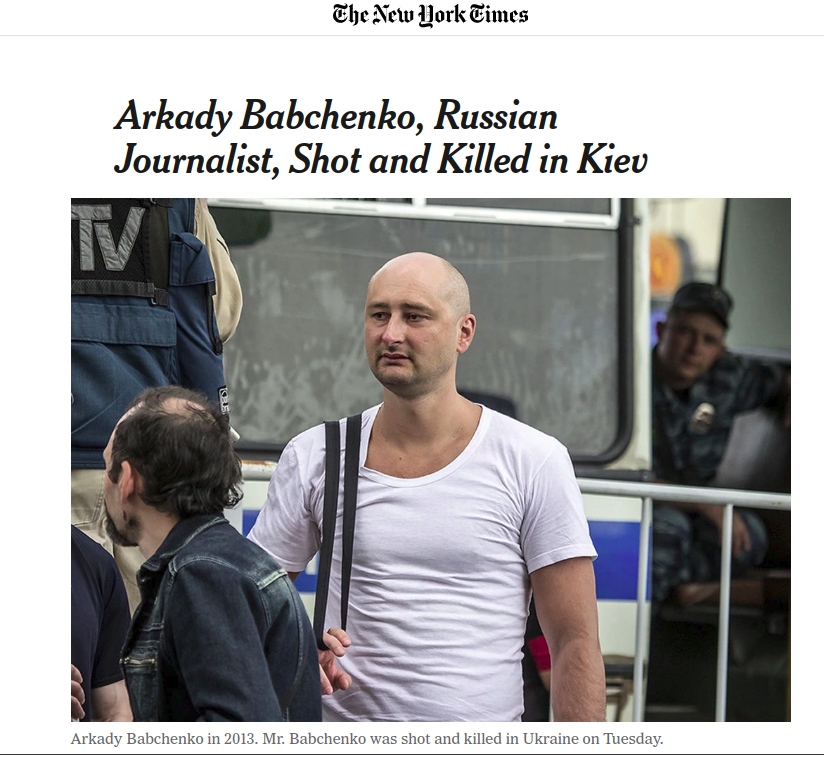 The New York Times
Arkady Babchenko, Russian
Journalist, Shot and Killed in Kiev
TV
Arkady Babchenko in 2013. Mr. Babchenko was shot and killed in Ukraine on Tuesday.